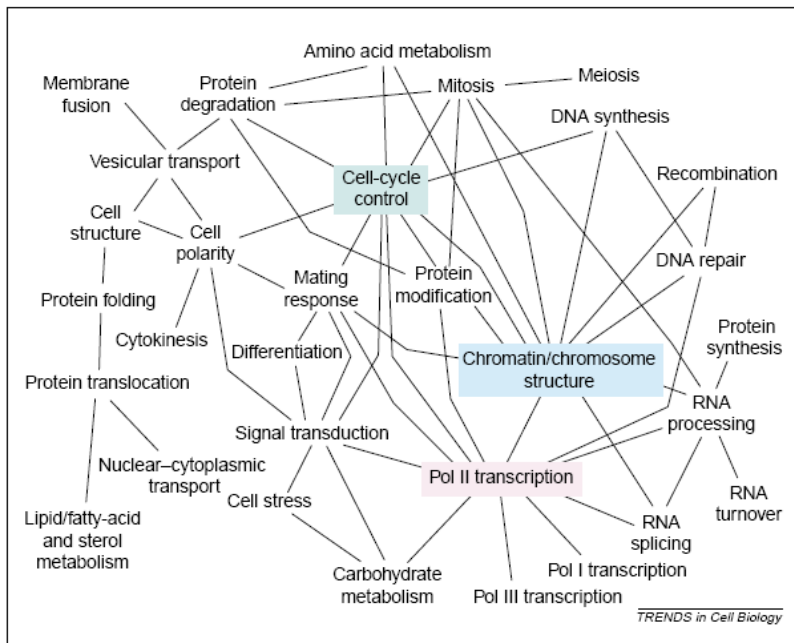 Amino acid metabolism
Membrane
fusion
Protein
degradation
Mitosis
Meiosis
DNA synthesis
Vesicular transport
Cell-cycle
control
Recombination
Cell
structure
Cell
polarity
DNA repair
Mating
response
Protein
modification
Protein folding
Cytokinesis
Differentiation
Protein
synthesis
Chromatin/chromosome
structure
Protein translocation
RNA
processing
Signal transduction
Nuclear–cytoplasmic
transport
Pol II transcription
Cell stress
RNA
turnover
Lipid/fatty-acid
and sterol
metabolism
RNA
splicing
Carbohydrate
metabolism
Pol I transcription
Pol III transcription
TRENDS in Cell Biology